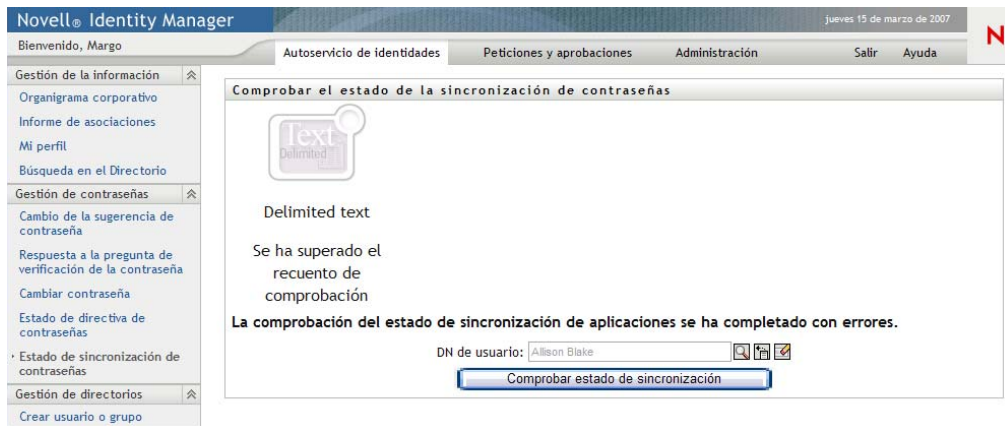 Novell® Identity Manager
jueves 15 de marzo de 2007
N
Bienvenido, Margo
Autoservicio de identidades
Peticiones y aprobaciones
Administración
Salir
Ayuda
Gestión de la información
Organigrama corporativo
Informe de asociaciones
Mi perfil
Búsqueda en el Directorio
Gestión de contraseñas
Cambio de la sugerencia de
contraseña
Respuesta a la pregunta de
verificación de la contraseña
Cambiar contraseña
Estado de directiva de
contraseñas
Estado de sincronización de
contraseñas
Gestión de directorios
Crear usuario o grupo
Comprobar el estado de la sincronización de contraseñas
Text
Delimited
Delimited text
Se ha superado el
recuento de
comprobación
La comprobación del estado de sincronización de aplicaciones se ha completado con errores.
DN de usuario: Allison Blake
Comprobar estado de sincronización